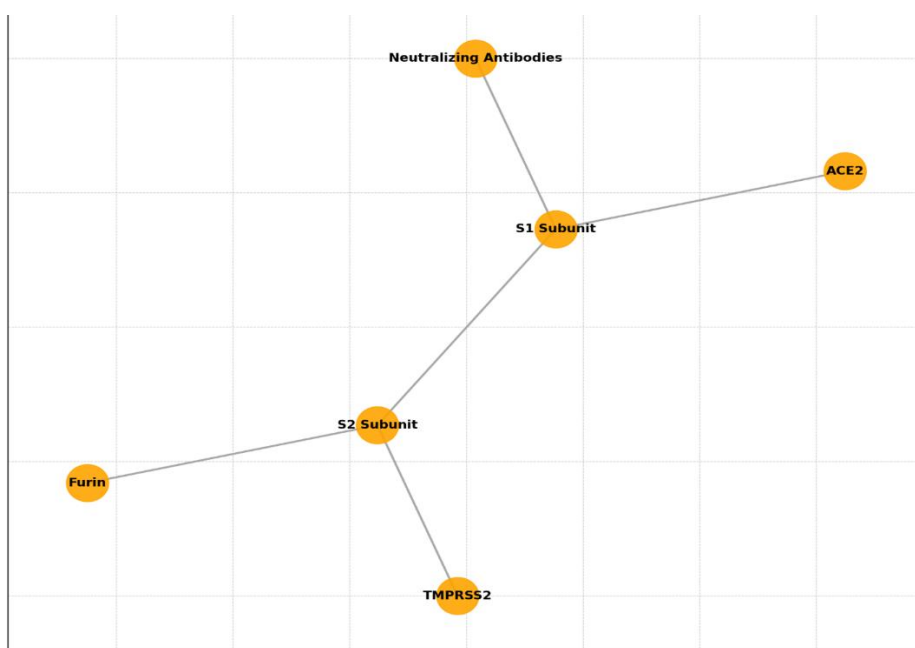 Neutralizing Antibodies
ACE2
S1 Subunit
S2 Subunit
Furin
TMPRSS2